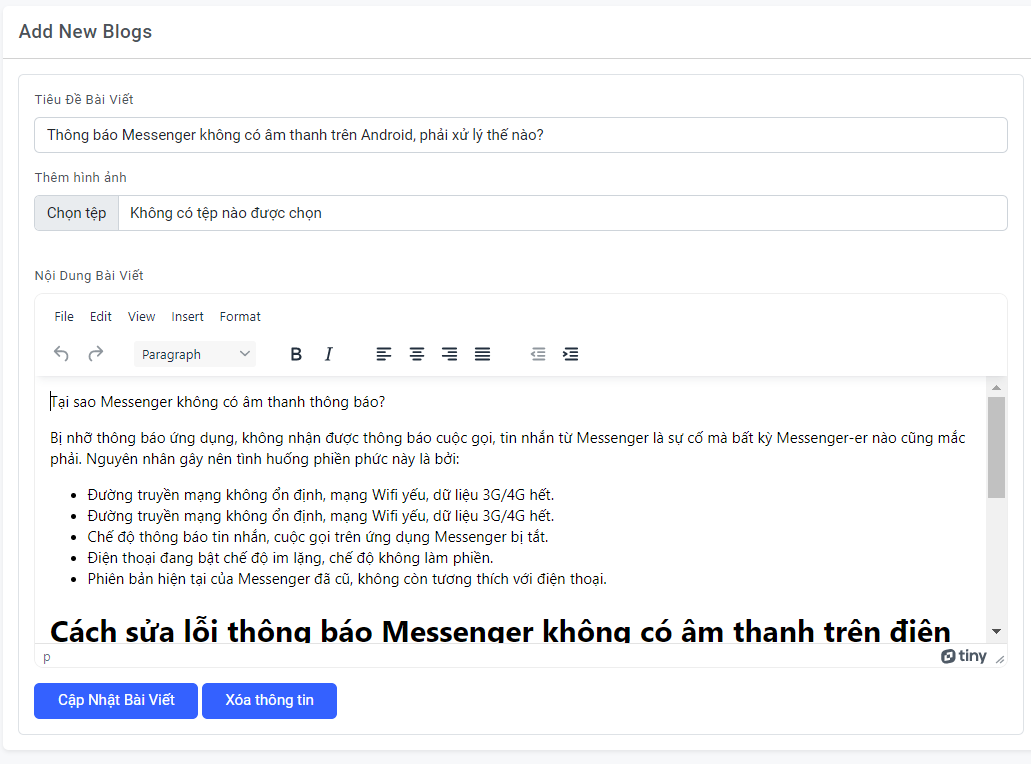 Add New Blogs
Tiêu Đề Bài Viết
Thông báo Messenger không có âm thanh trên Android, phải xử lý thế nào?
Thêm hình ảnh
Chọn tệp Không có tệp nào được chọn
Nội Dung Bài Viết
File Edit View Insert Format
Paragraph B I
Tại sao Messenger không có âm thanh thông báo?
Bị nhỡ thông báo ứng dụng, không nhận được thông báo cuộc gọi, tin nhắn từ Messenger là sự cố mà bất kỳ Messenger-er nào cũng mắc
phải. Nguyên nhân gây nên tình huống phiền phức này là bởi:
Đường truyền mạng không ổn định, mạng Wifi yếu, dữ liệu 3G/4G hết.
Đường truyền mạng không ổn định, mạng Wifi yếu, dữ liệu 3G/4G hết.
Chế độ thông báo tin nhắn, cuộc gọi trên ứng dụng Messenger bị tắt.
Điện thoại đang bật chế độ im lặng, chế độ không làm phiền.
Phiên bản hiện tại của Messenger đã cũ, không còn tương thích với điện thoại.
Cách sửa lỗi thông báo Messenger không có âm thanh trên điện
p tiny
Cập Nhật Bài Viết Xóa thông tin